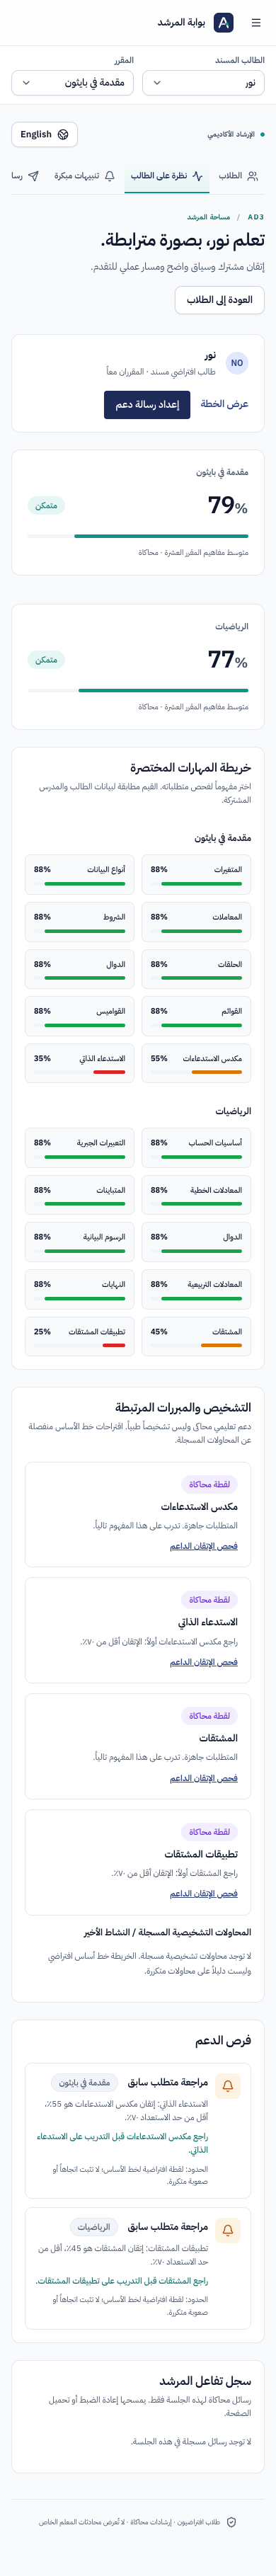 بوابة المرشد
الطالب المسند
المقرر
نور
مقدمة في بايثون
الإرشاد الأكاديمي
English
الطلاب
نظرة على الطالب
تنبيهات مبكرة
رسا
AD3 / مساحة المرشد
تعلم نور، بصورة مترابطة.
إتقان مشترك وسياق واضح ومسار عملي للتقدم.
العودة إلى الطلاب
NO
نور
طالب افتراضي مسند · المقرران معاً
عرض الخطة
إعداد رسالة دعم
مقدمة في بايثون
79%
متمكن
متوسط مفاهيم المقرر العشرة · محاكاة
الرياضيات
77%
متمكن
متوسط مفاهيم المقرر العشرة · محاكاة
خريطة المهارات المختصرة
اختر مفهوماً لفحص متطلباته. القيم مطابقة لبيانات الطالب والمدرس
المشتركة.
مقدمة في بايثون
المتغيرات 88%
أنواع البيانات 88%
المعاملات 88%
الشروط 88%
الحلقات 88%
الدوال 88%
القوائم 88%
القواميس 88%
مكدس الاستدعاءات 55%
الاستدعاء الذاتي 35%
الرياضيات
أساسيات الحساب 88%
التعبيرات الجبرية 88%
المعادلات الخطية 88%
المتباينات 88%
الدوال 88%
الرسوم البيانية 88%
المعادلات التربيعية 88%
النهايات 88%
المشتقات 45%
تطبيقات المشتقات 25%
التشخيص والمبررات المرتبطة
دعم تعليمي محاكى وليس تشخيصاً طبياً. اقتراحات خط الأساس منفصلة
عن المحاولات المسجلة.
لقطة محاكاة
مكدس الاستدعاءات
المتطلبات جاهزة. تدرب على هذا المفهوم تالياً.
فحص الإتقان الداعم
لقطة محاكاة
الاستدعاء الذاتي
راجع مكدس الاستدعاءات أولاً؛ الإتقان أقل من ٧٠٪.
فحص الإتقان الداعم
لقطة محاكاة
المشتقات
المتطلبات جاهزة. تدرب على هذا المفهوم تالياً.
فحص الإتقان الداعم
لقطة محاكاة
تطبيقات المشتقات
راجع المشتقات أولاً؛ الإتقان أقل من ٧٠٪.
فحص الإتقان الداعم
المحاولات التشخيصية المسجلة / النشاط الأخير
لا توجد محاولات تشخيصية مسجلة. الخريطة خط أساس افتراضي
وليست دليلاً على محاولات متكررة.
فرص الدعم
مراجعة متطلب سابق
مقدمة في بايثون
الاستدعاء الذاتي: إتقان مكدس الاستدعاءات هو 55٪،
أقل من حد الاستعداد ٧٠٪.
راجع مكدس الاستدعاءات قبل التدريب على الاستدعاء
الذاتي.
الحدود: لقطة افتراضية لخط الأساس؛ لا تثبت اتجاهاً أو
صعوبة متكررة.
مراجعة متطلب سابق
الرياضيات
تطبيقات المشتقات: إتقان المشتقات هو 45٪، أقل من
حد الاستعداد ٧٠٪.
راجع المشتقات قبل التدريب على تطبيقات المشتقات.
الحدود: لقطة افتراضية لخط الأساس؛ لا تثبت اتجاهاً أو
صعوبة متكررة.
سجل تفاعل المرشد
رسائل محاكاة لهذه الجلسة فقط. يمسحها إعادة الضبط أو تحميل
الصفحة.
لا توجد رسائل مسجلة في هذه الجلسة.
طلاب افتراضيون · إرشادات محاكاة · لا تُعرض محادثات المعلم الخاص